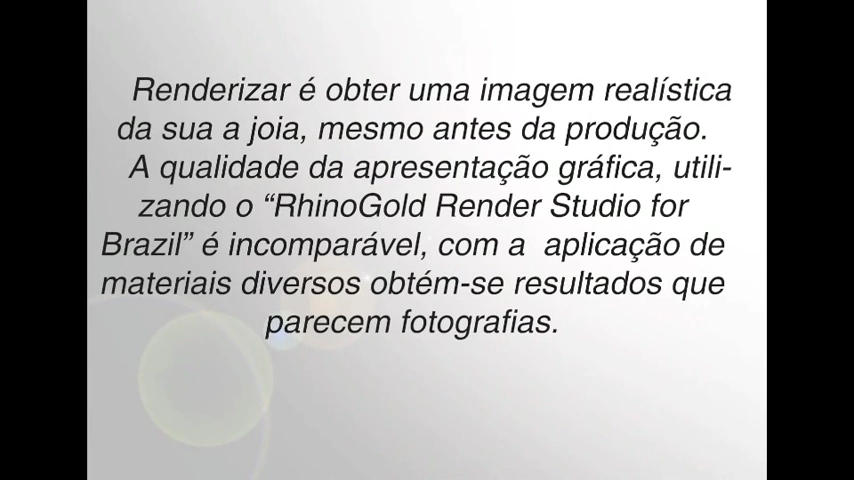 Renderizar é obter uma imagem realística
da sua a joia, mesmo antes da produção.
A qualidade da apresentação gráfica, utili-
zando o “RhinoGold Render Studio for
Brazil” é incomparável, com a aplicação de
materiais diversos obtém-se resultados que
parecem fotografias.